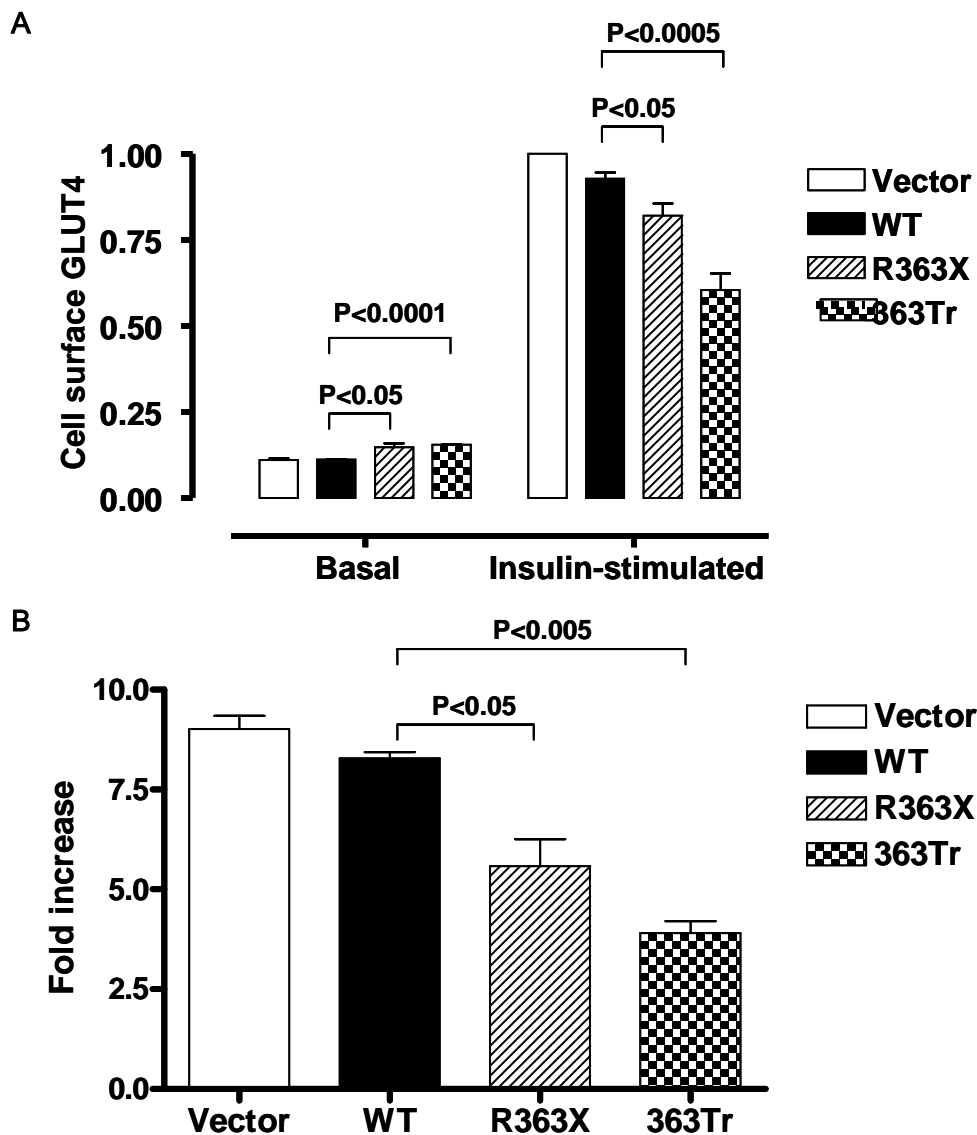 A
P<0.0005
P<0.05
1.00
0.75
0.50
0.25
0.00
Cell surface GLUT4
P<0.0001
P<0.05
Vector
WT
R363X
363Tr
Basal
Insulin-stimulated
B
P<0.005
P<0.05
10.0
7.5
5.0
2.5
0.0
Fold increase
Vector
WT
R363X
363Tr
Vector
WT
R363X
363Tr